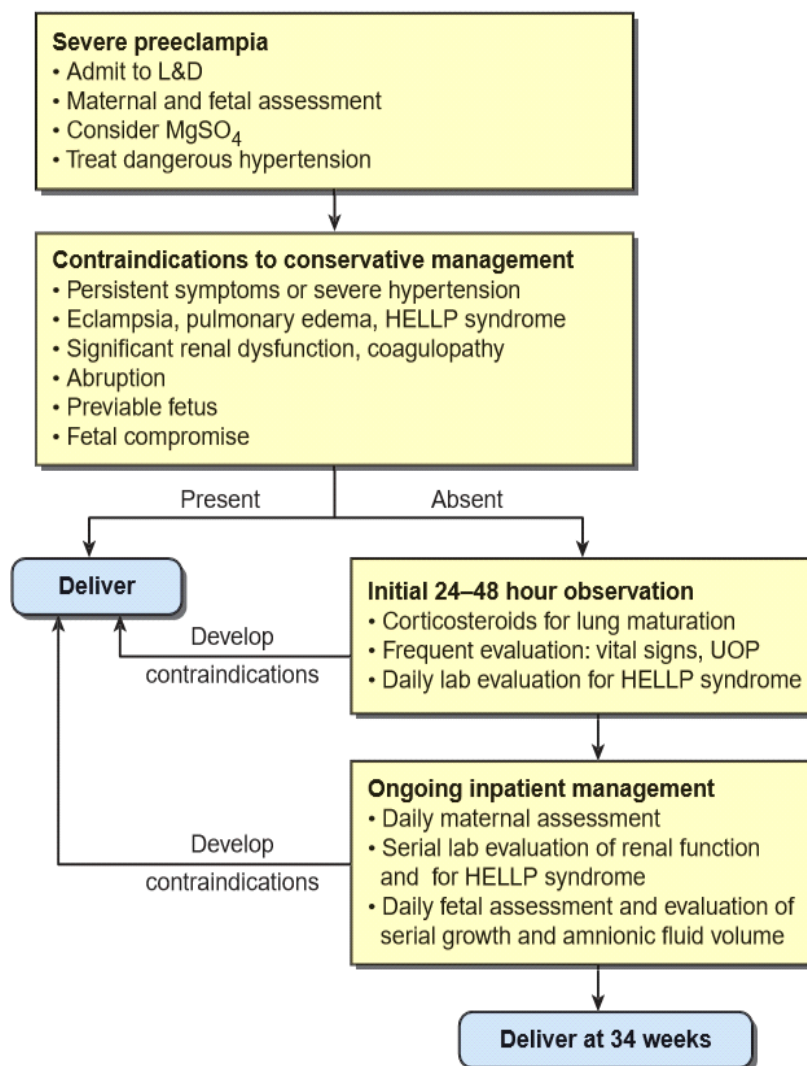 Severe preeclampia
• Admit to L&D
• Maternal and fetal assessment
• Consider MgSO4
• Treat dangerous hypertension
Contraindications to conservative management
• Persistent symptoms or severe hypertension
• Eclampsia, pulmonary edema, HELLP syndrome
• Significant renal dysfunction, coagulopathy
• Abruption
• Previable fetus
• Fetal compromise
Present
Absent
Deliver
Initial 24–48 hour observation
• Corticosteroids for lung maturation
• Frequent evaluation: vital signs, UOP
• Daily lab evaluation for HELLP syndrome
Develop
contraindications
Ongoing inpatient management
• Daily maternal assessment
• Serial lab evaluation of renal function
and for HELLP syndrome
• Daily fetal assessment and evaluation of
serial growth and amnionic fluid volume
Develop
contraindications
Deliver at 34 weeks